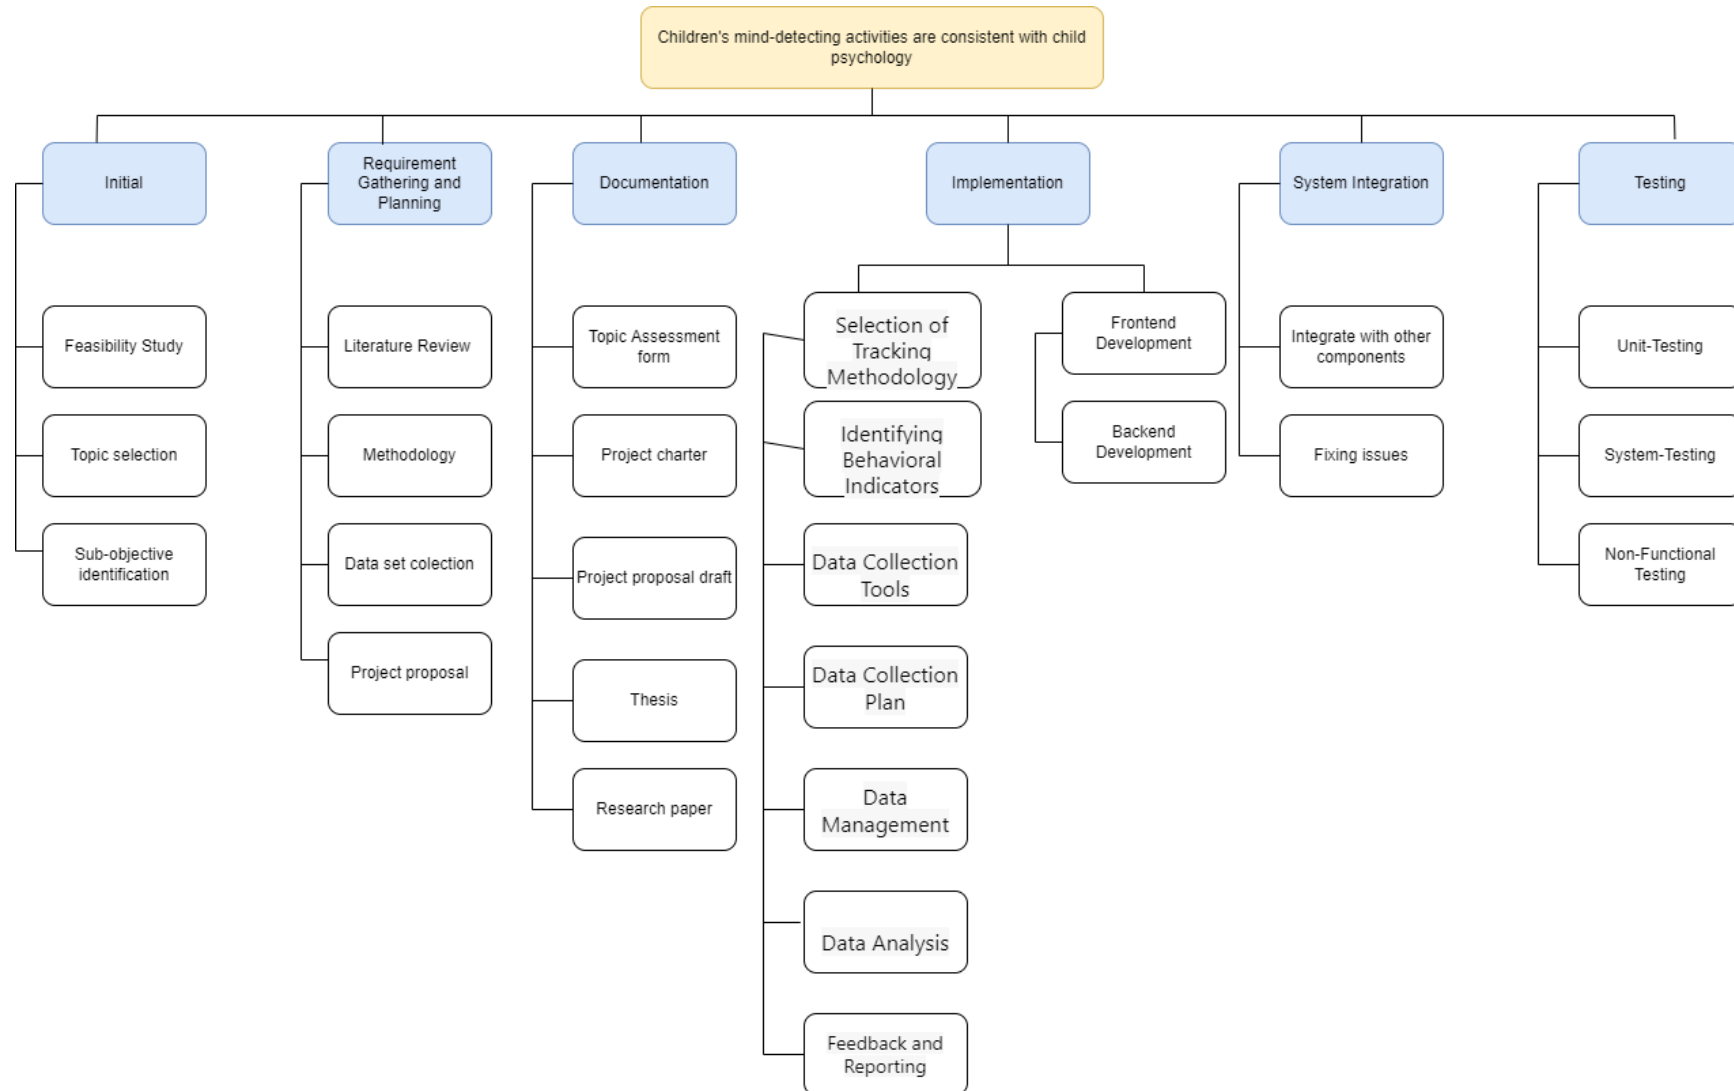 Children's mind-detecting activities are consistent with child
psychology
Initial
Requirement
Gathering and
Planning
Documentation
Implementation
System Integration
Testing
Feasibility Study
Topic selection
Sub-objective
identification
Literature Review
Methodology
Data set colection
Project proposal
Topic Assessment
form
Project charter
Project proposal draft
Thesis
Research paper
Selection of
Tracking
Methodology
Identifying
Behavioral
Indicators
Data Collection
Tools
Data Collection
Plan
Data
Management
Data Analysis
Feedback and
Reporting
Frontend
Development
Backend
Development
Integrate with other
components
Fixing issues
Unit-Testing
System-Testing
Non-Functional
Testing